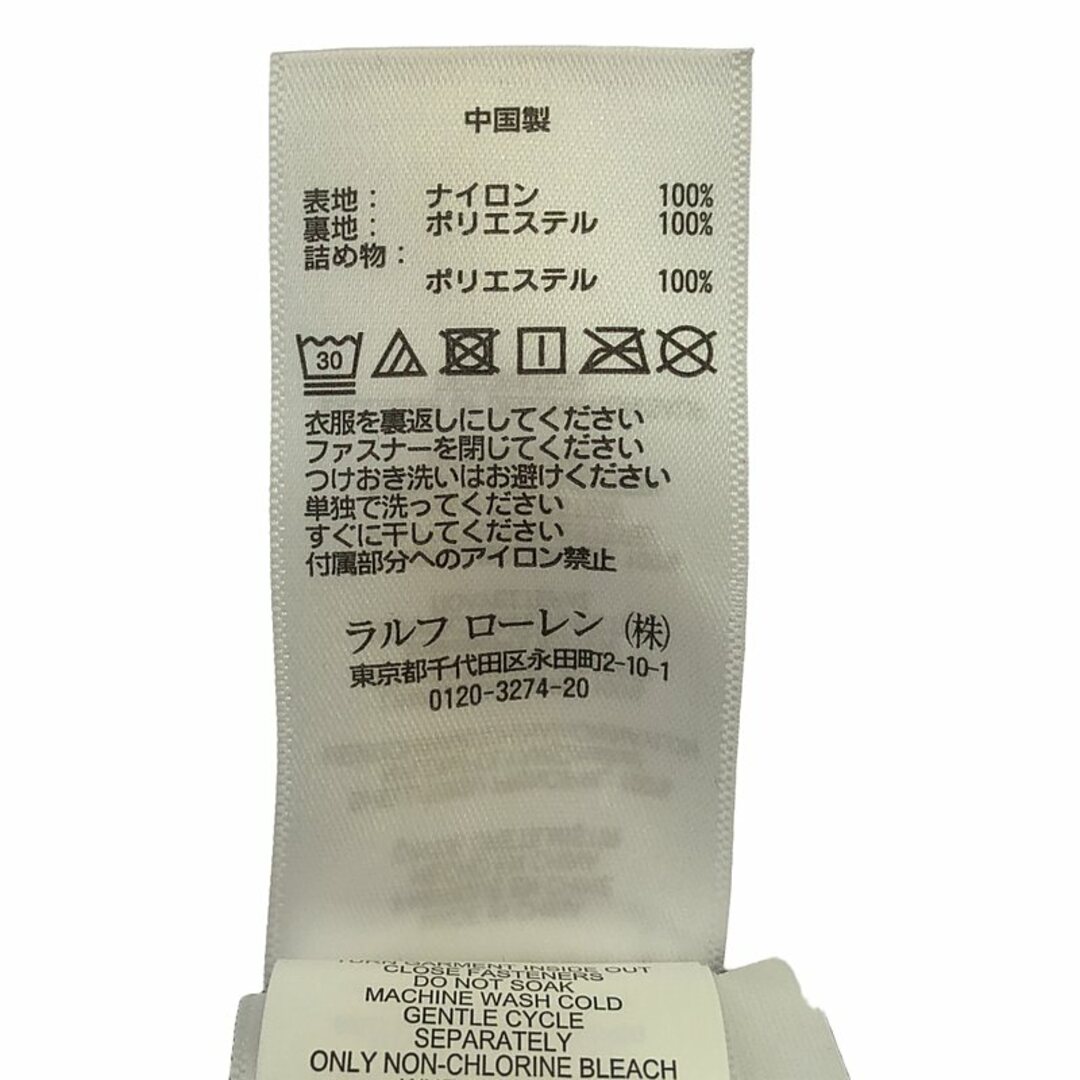 中国製
表地： ナイロン 100%
裏地： ポリエステル 100%
詰め物：
ポリエステル 100%
30
衣服を裏返しにしてください
ファスナーを閉じてください
つけおき洗いはお避けください
単独で洗ってください
すぐに干してください
付属部分へのアイロン禁止
ラルフ ローレン (株)
東京都千代田区永田町2-10-1
0120-3274-20
TURN GARMENT INSIDE OUT
CLOSE FASTENERS
DO NOT SOAK
MACHINE WASH COLD
GENTLE CYCLE
SEPARATELY
ONLY NON-CHLORINE BLEACH